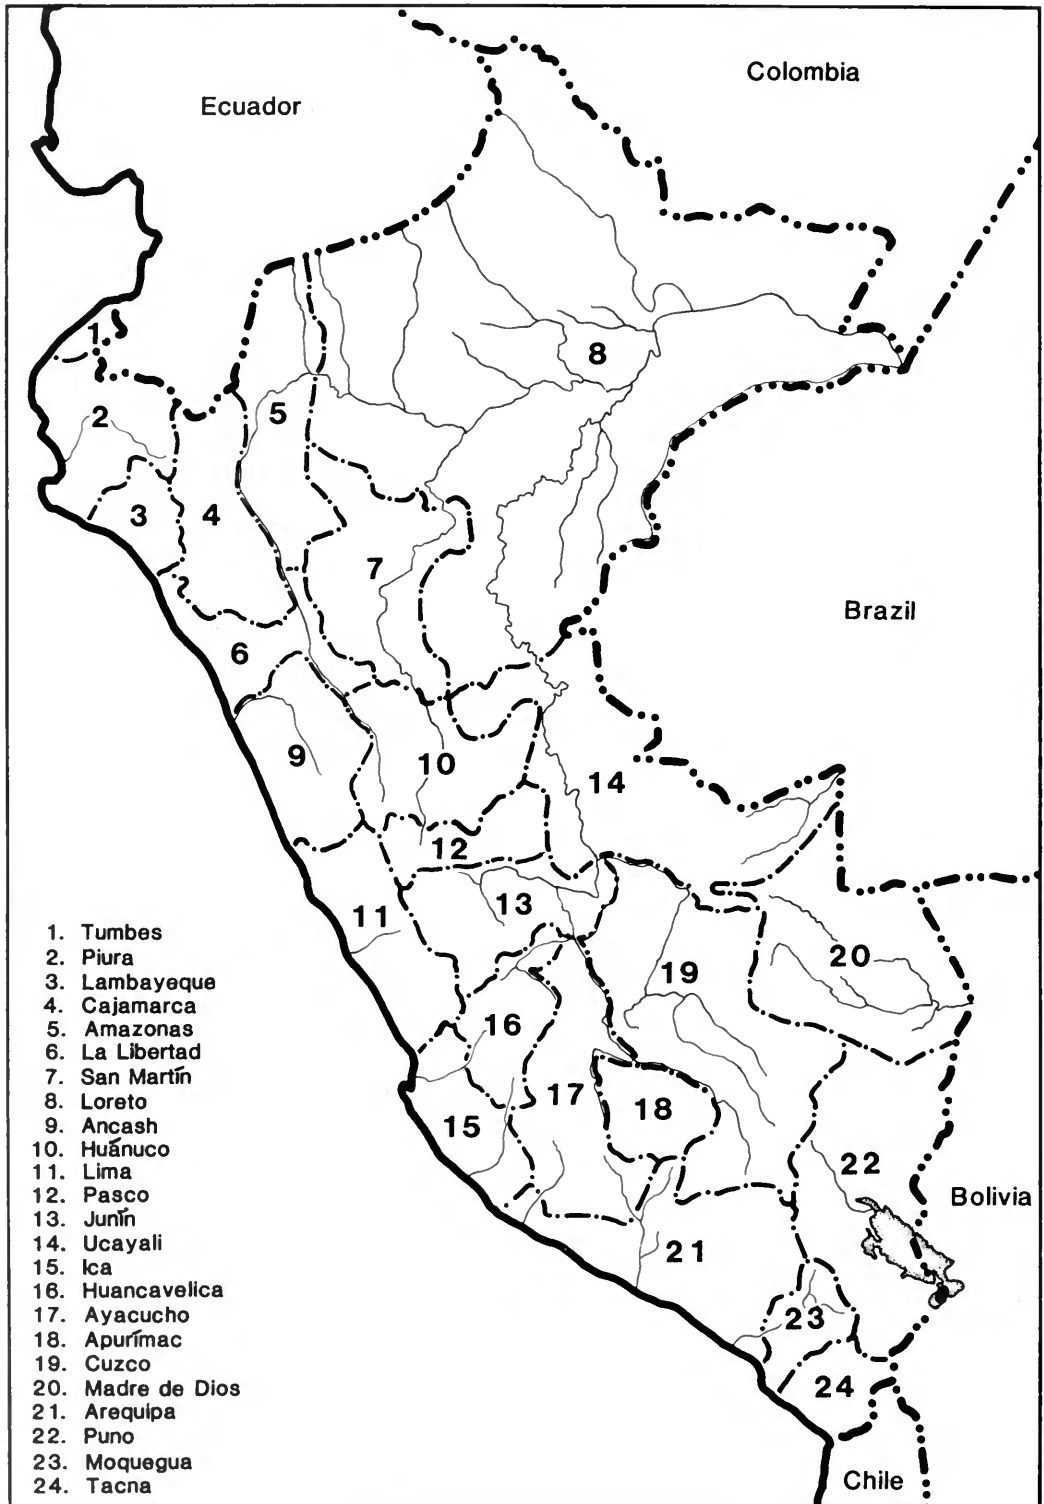 Colombia
Ecuador
1
8
2
5
3
4
7
Brazil
6
9
10
14
12
13
11
20
19
16
17
18
15
22
Bolivia
21
23
24
Chile
1. Tumbes
2. Piura
3. Lambayeque
4. Cajamarca
5. Amazonas
6. La Libertad
7. San Martín
8. Loreto
9. Ancash
10. Huánuco
11. Lima
12. Pasco
13. Junín
14. Ucayali
15. Ica
16. Huancavelica
17. Ayacucho
18. Apurímac
19. Cuzco
20. Madre de Dios
21. Arequipa
22. Puno
23. Moquegua
24. Tacna